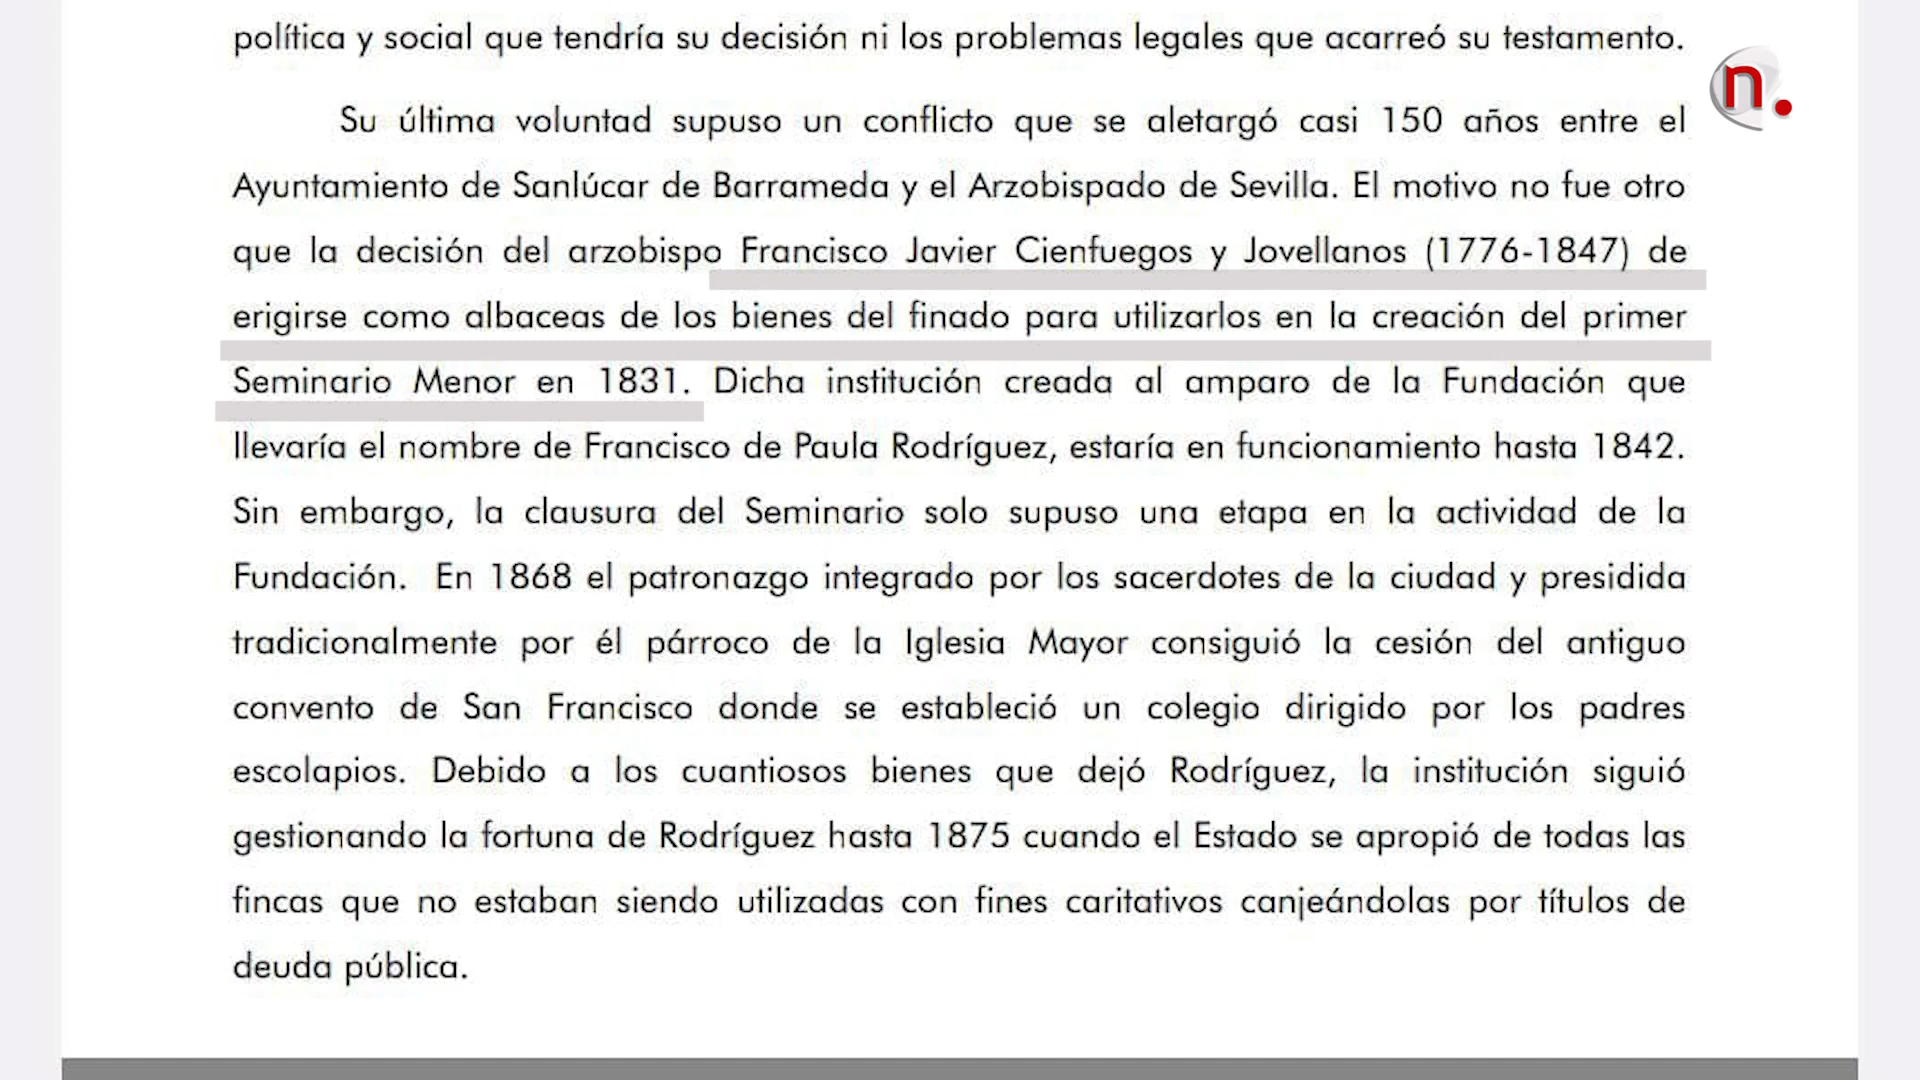 política y social que tendría su decisión ni los problemas legales que acarreó su testamento.
n.
Su última voluntad supuso un conflicto que se aletargó casi 150 años entre el
Ayuntamiento de Sanlúcar de Barrameda y el Arzobispado de Sevilla. El motivo no fue otro
que la decisión del arzobispo Francisco Javier Cienfuegos y Jovellanos (1776-1847) de
erigirse como albaceas de los bienes del finado para utilizarlos en la creación del primer
Seminario Menor en 1831. Dicha institución creada al amparo de la Fundación que
llevaría el nombre de Francisco de Paula Rodríguez, estaría en funcionamiento hasta 1842.
Sin embargo, la clausura del Seminario solo supuso una etapa en la actividad de la
Fundación. En 1868 el patronazgo integrado por los sacerdotes de la ciudad y presidida
tradicionalmente por él párroco de la Iglesia Mayor consiguió la cesión del antiguo
convento de San Francisco donde se estableció un colegio dirigido por los padres
escolapios. Debido a los cuantiosos bienes que dejó Rodríguez, la institución siguió
gestionando la fortuna de Rodríguez hasta 1875 cuando el Estado se apropió de todas las
fincas que no estaban siendo utilizadas con fines caritativos canjeándolas por títulos de
deuda pública.